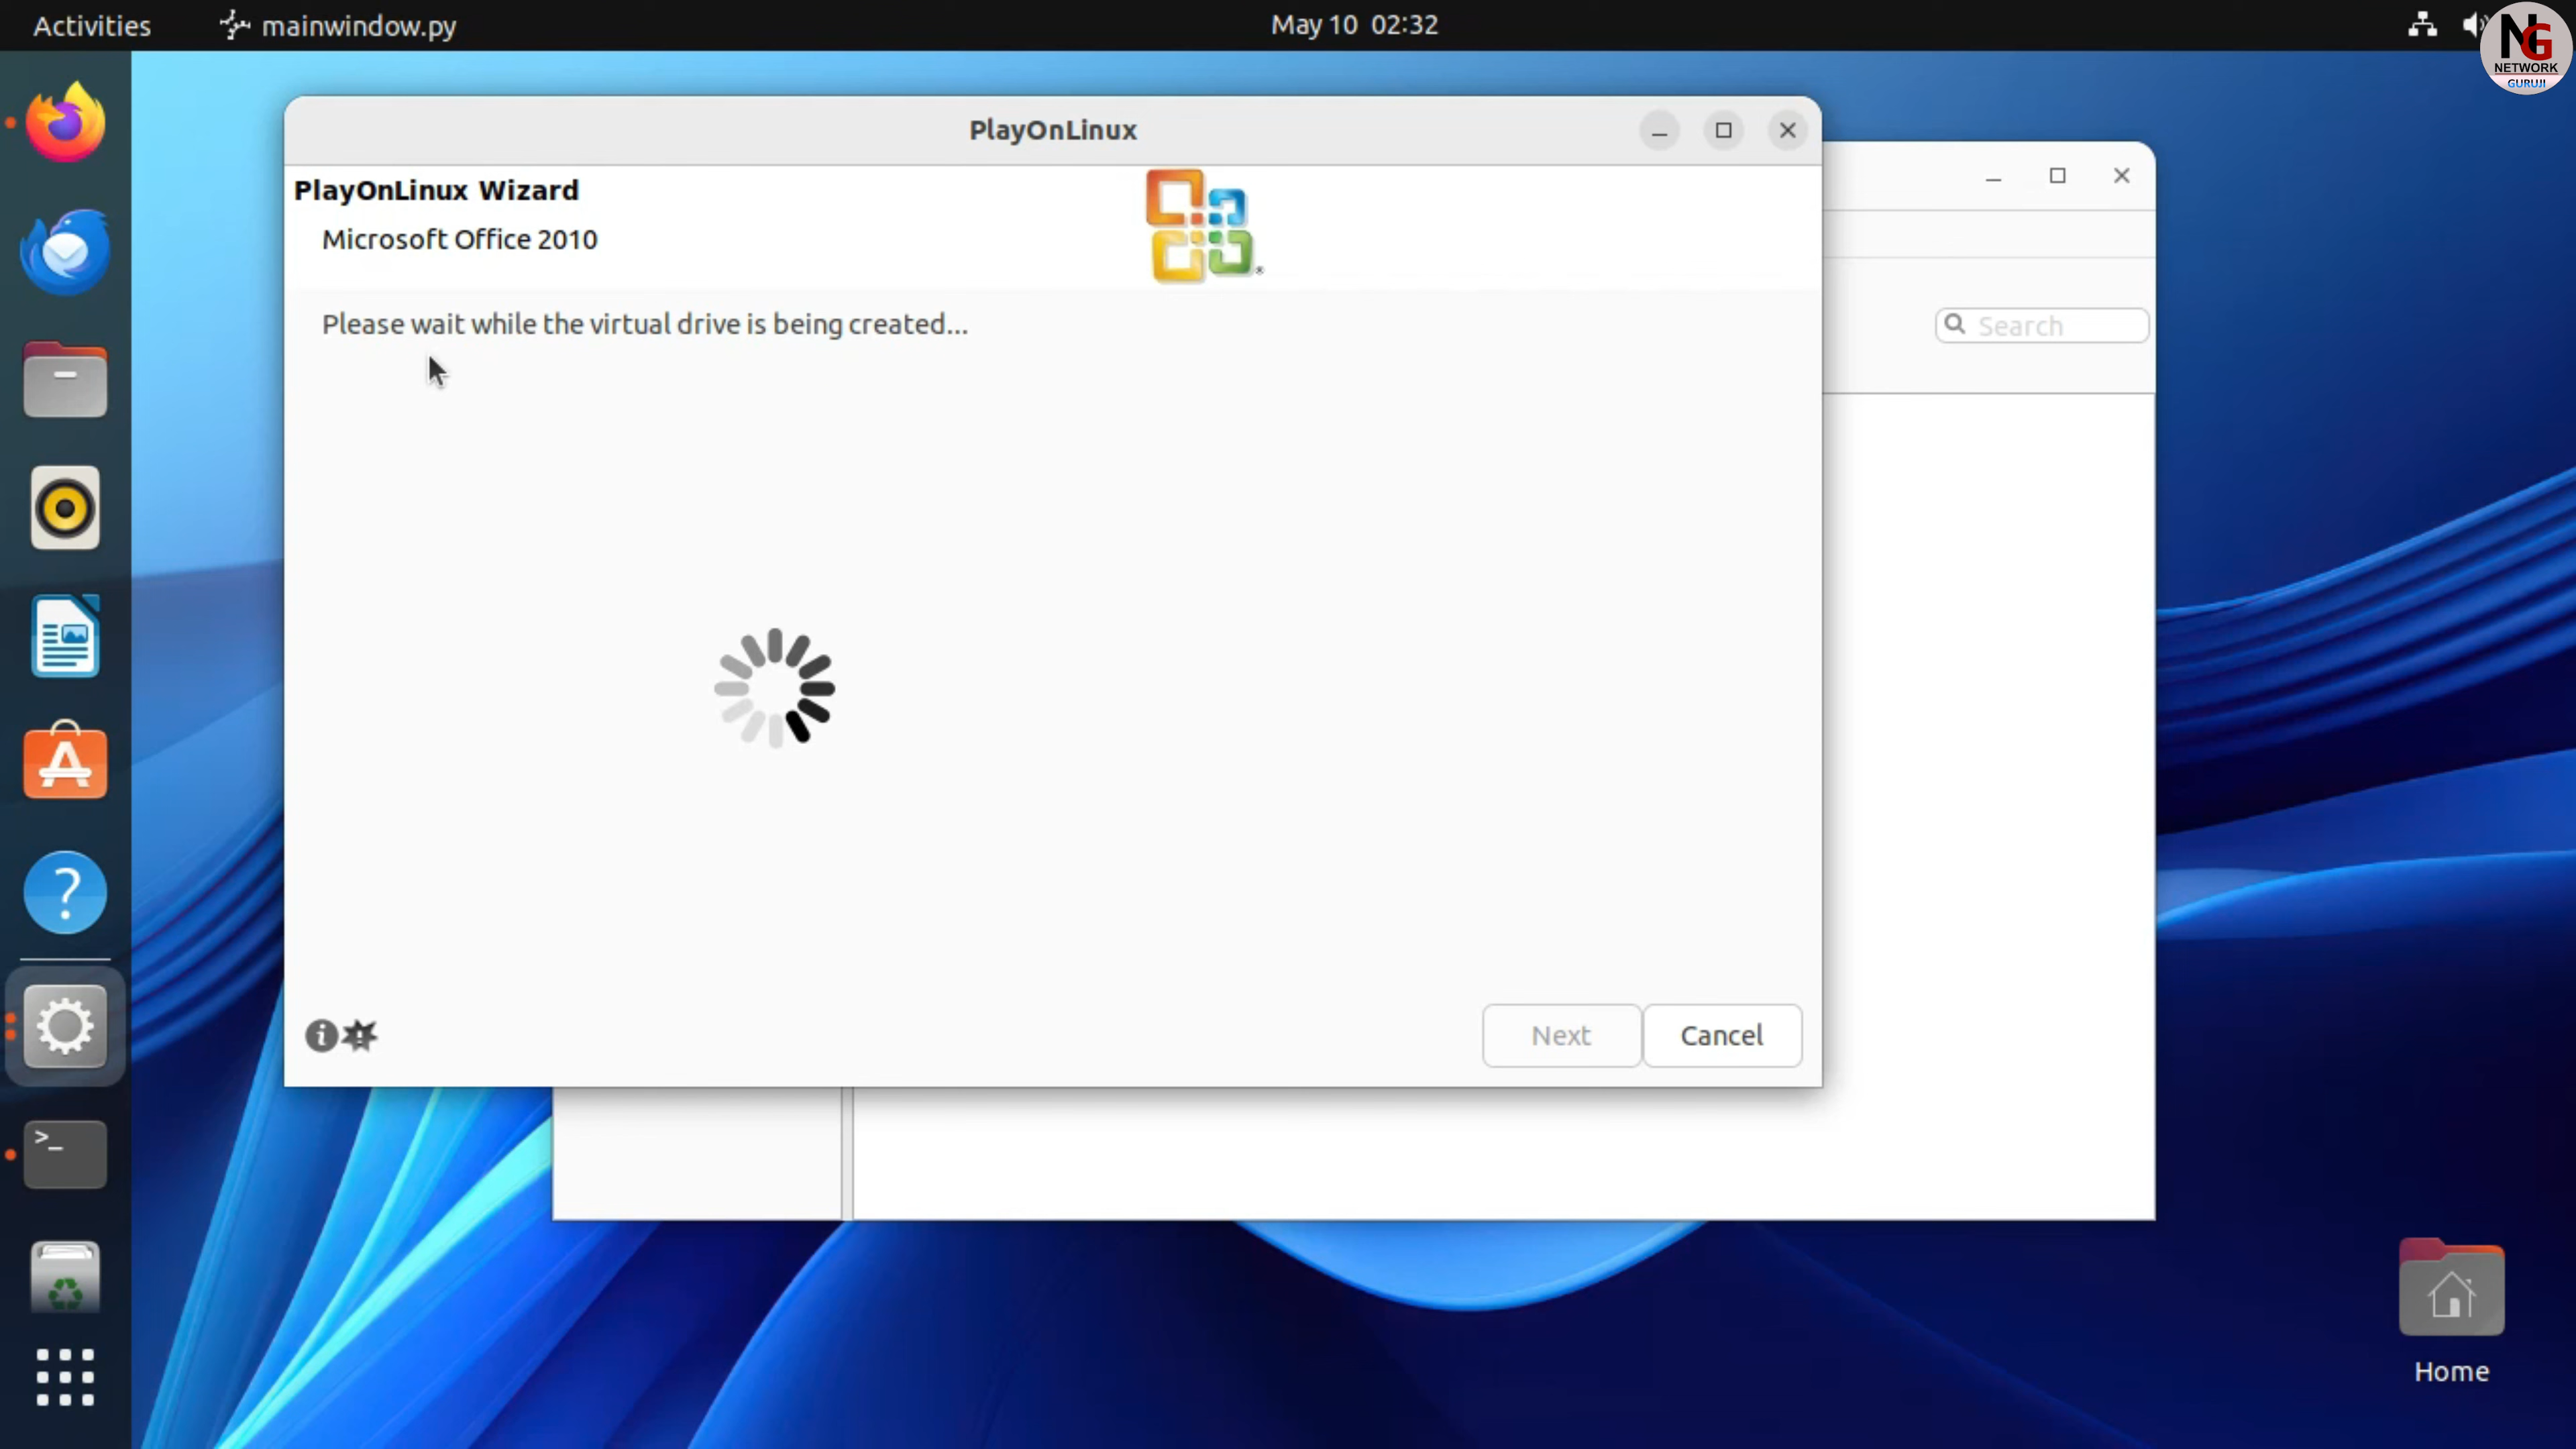 Activities
mainwindow.py
May 10 02:32
NG
NETWORK
GURUJI
PlayOnLinux
PlayOnLinux Wizard
Microsoft Office 2010
Please wait while the virtual drive is being created...
Search
Next
Cancel
Home